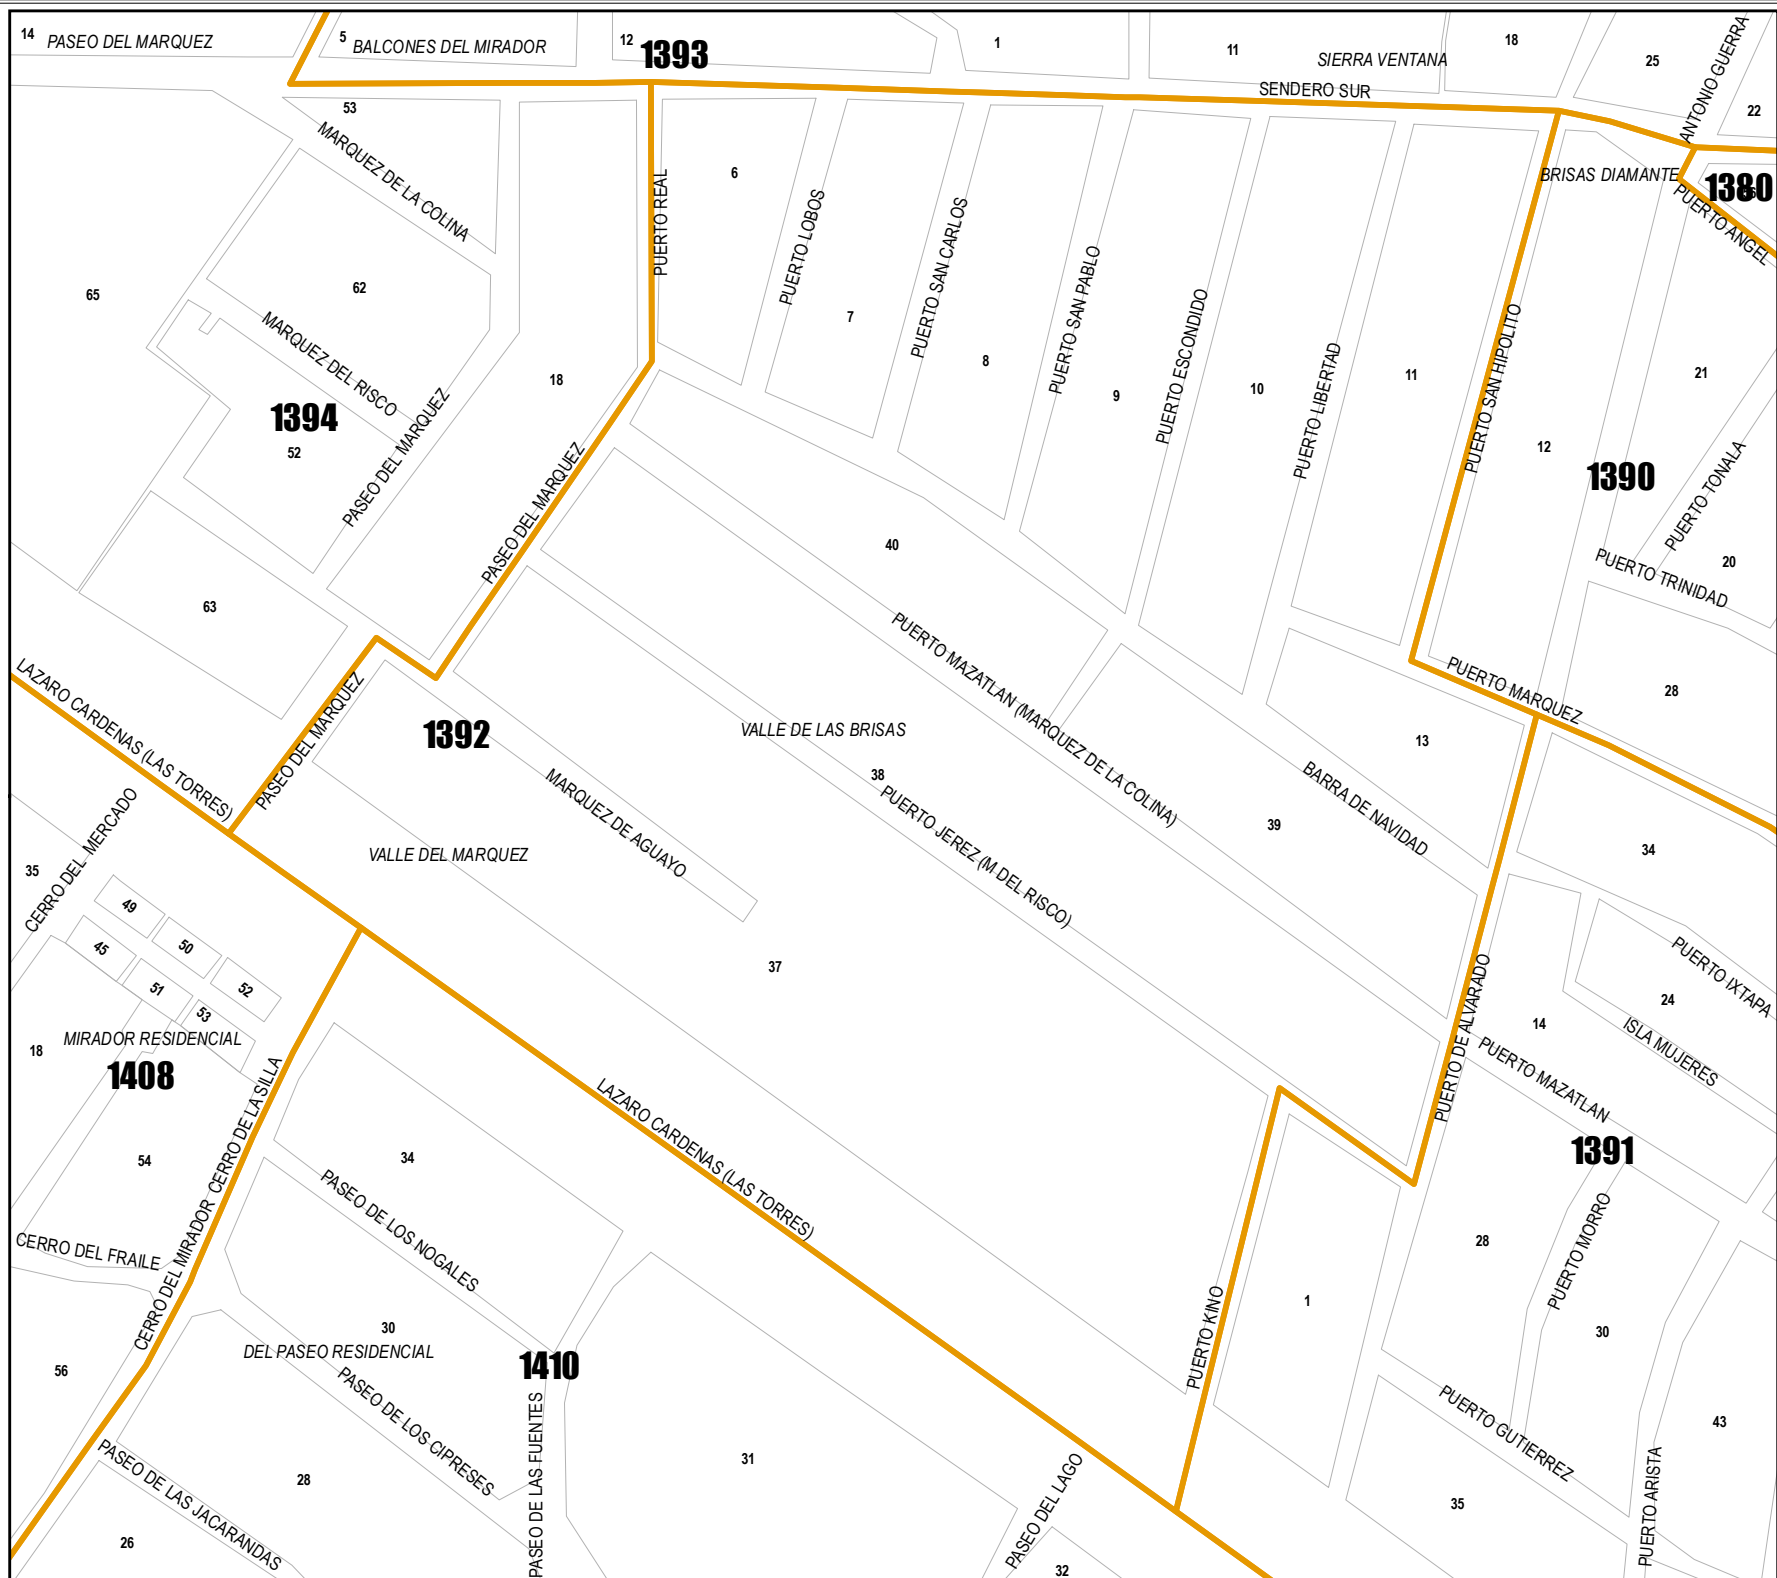 14 PASEO DEL MARQUEZ
5 BALCONES DEL MIRADOR
12
1393
1
11
SIERRA VENTANA
18
25
ANTONIO GUERRA
22
SENDERO SUR
53
MARQUEZ DE LA COLINA
6
PUERTO REAL
PUERTO LOBOS
PUERTO SAN CARLOS
PUERTO SAN PABLO
BRISAS DIAMANTE
1380
PUERTO ANGEL
65
62
MARQUEZ DEL RISCO
1394
52
PASEO DEL MARQUEZ
18
PASEO DEL MARQUEZ
7
8
9
PUERTO ESCONDIDO
10
PUERTO LIBERTAD
11
PUERTO SAN HIPOLITO
12
1390
21
PUERTO TONALA
20
PUERTO TRINIDAD
40
63
LAZARO CARDENAS (LAS TORRES)
PASEO DEL MARQUEZ
1392
VALLE DE LAS BRISAS
PUERTO MAZATLAN (MARQUEZ DE LA COLINA)
PUERTO MARQUEZ
28
13
BARRA DE NAVIDAD
38
PUERTO JEREZ (M DEL RISCO)
39
34
MARQUEZ DE AGUAYO
VALLE DEL MARQUEZ
CERRO DEL MERCADO
35
49
45
50
51
52
53
37
PUERTO IXTAPA
24
ISLA MUJERES
14
PUERTO DE ALVARADO
PUERTO MAZATLAN
18
MIRADOR RESIDENCIAL
1408
54
CERRO DE LA SILLA
CERRO DEL MIRADOR
CERRO DEL FRAILE
34
LAZARO CARDENAS (LAS TORRES)
PASEO DE LOS NOGALES
1391
28
PUERTO MORRO
30
PUERTO KINO
1
30
DEL PASEO RESIDENCIAL
1410
56
PASEO DE LOS CIPRESES
PASEO DE LAS FUENTES
PUERTO GUTIERREZ
43
31
28
PASEO DE LAS JACARANDAS
26
PASEO DEL LAGO
32
35
PUERTO ARISTA